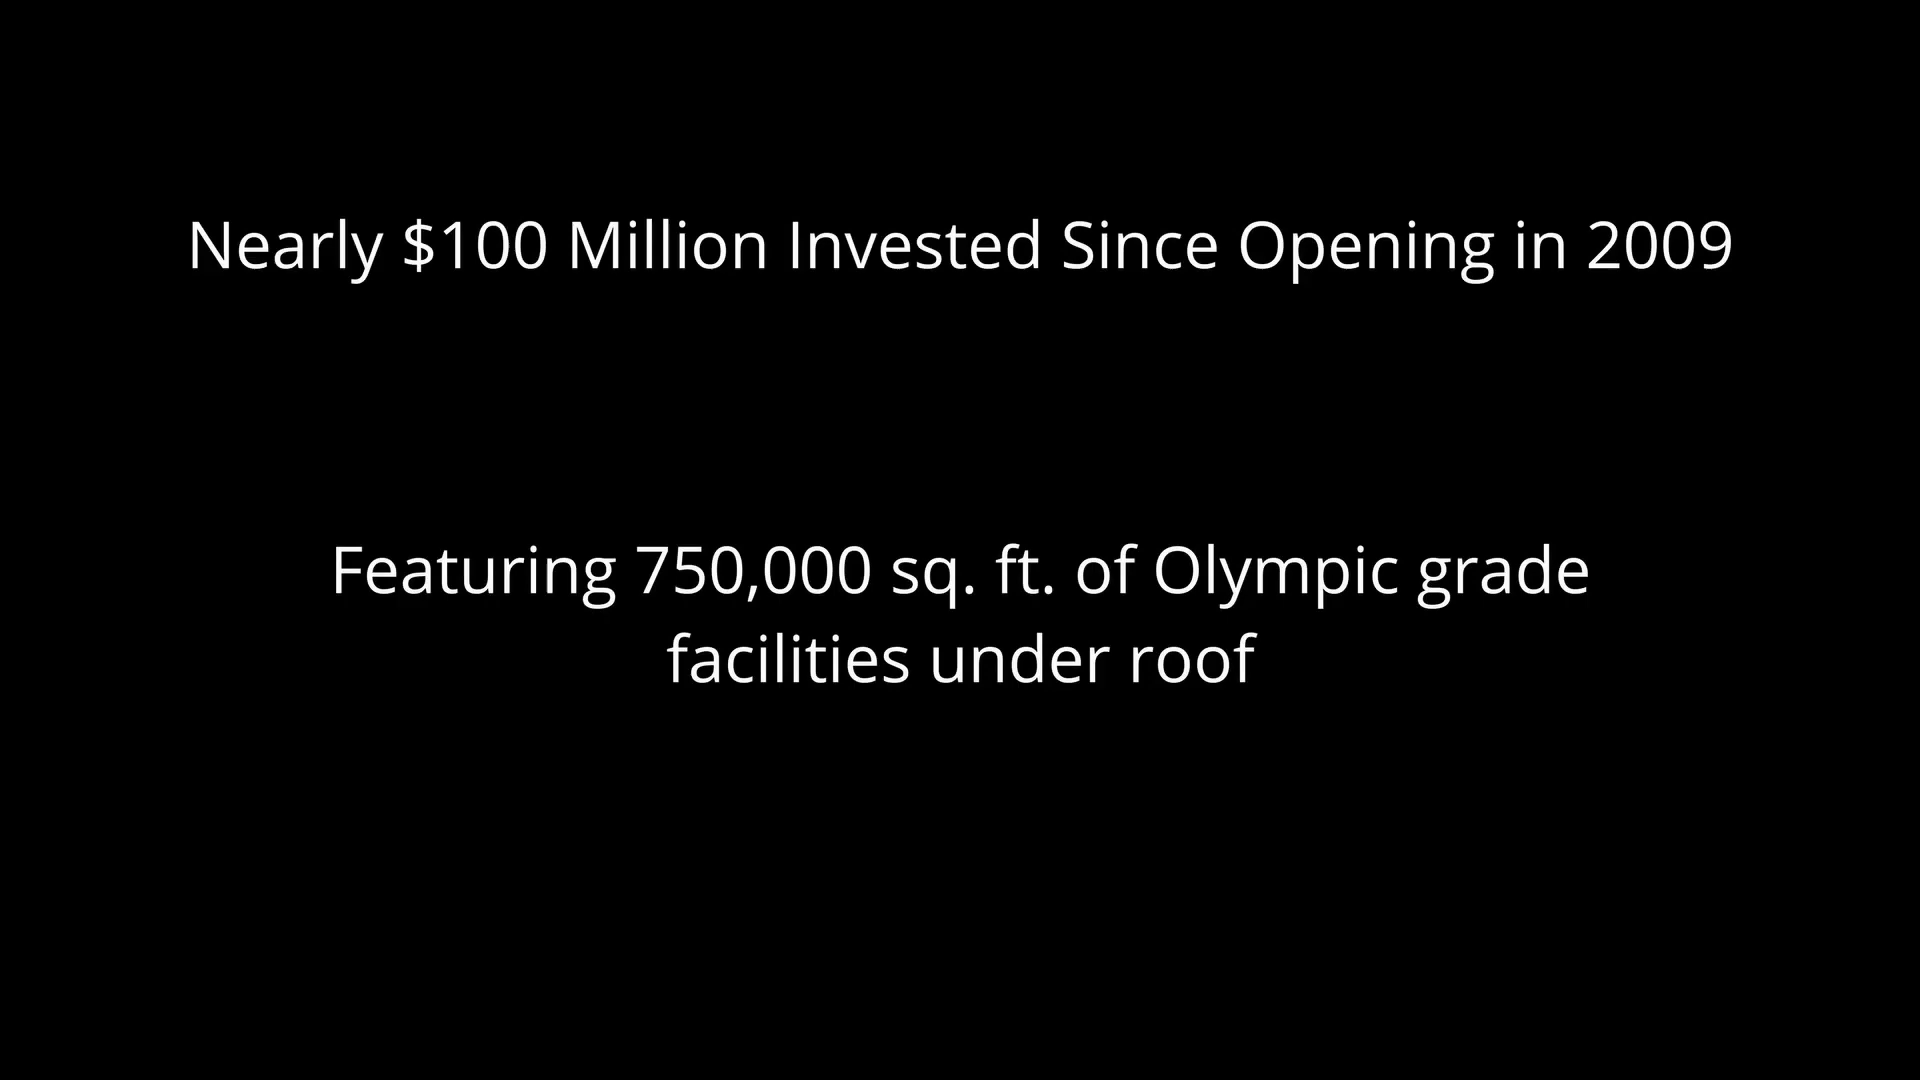 Nearly $100 Million Invested Since Opening in 2009
Featuring 750,000 sq. ft. of Olympic grade
facilities under roof